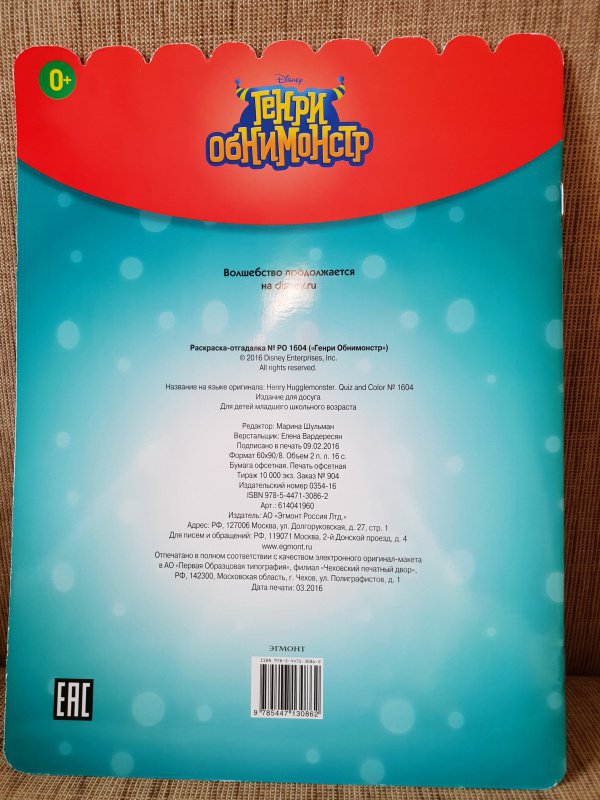 0+
Disney
ГЕНРИ
ОБНИМОНСТР
Волшебство продолжается
на disney.ru
Раскраска-отгадалка № РО 1604 («Генри Обнимонстр»)
© 2016 Disney Enterprises, Inc.
All rights reserved.
Название на языке оригинала: Henry Hugglemonster. Quiz and Color № 1604
Издание для досуга
Для детей младшего школьного возраста
Редактор: Марина Шульман
Верстальщик: Елена Вардересян
Подписано в печать 09.02.2016
Формат 60х90/8. Объем 2 п. л. 16 с.
Бумага офсетная. Печать офсетная
Тираж 10 000 экз. Заказ № 904
Издательский номер 0354-16
ISBN 978-5-4471-3086-2
Арт.: 614041960
Издатель: АО «Эгмонт Россия Лтд.»
Адрес: РФ, 127006 Москва, ул. Долгоруковская, д. 27, стр. 1
Для писем и обращений: РФ, 119071 Москва, 2-й Донской проезд, д. 4
www.egmont.ru
Отпечатано в полном соответствии с качеством электронного оригинал-макета
в АО "Первая Образцовая типография", филиал "Чеховский печатный двор",
РФ, 142300, Московская область, г. Чехов, ул. Полиграфистов, д. 1
Дата печати: 03.2016
ЭГМОНТ
ISBN 978-5-4471-3086-2
9 785447 130862
ЕАС